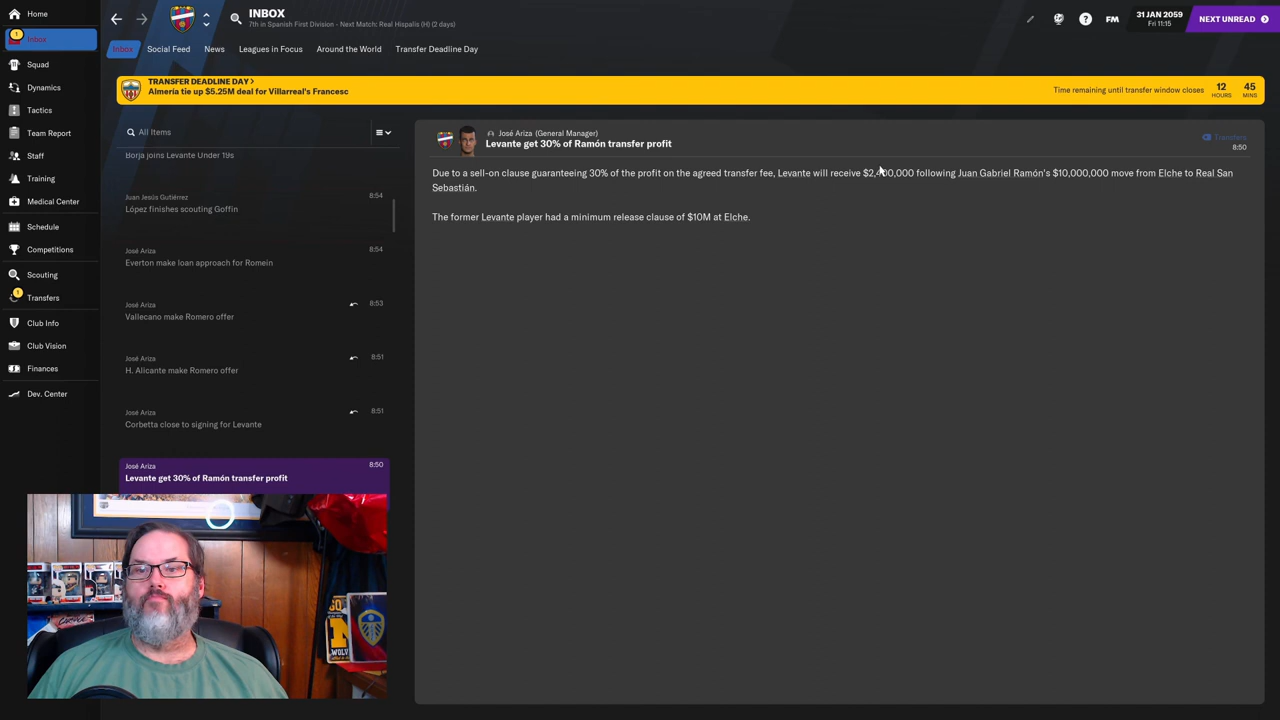 Home
INBOX
7th in Spanish First Division - Next Match: Real Hispalis (H) (2 days)
FM
31 JAN 2059
Fri 11:15
NEXT UNREAD
1
Inbox
Inbox
Social Feed
News
Leagues in Focus
Around the World
Transfer Deadline Day
Squad
Dynamics
Tactics
Team Report
Staff
Training
Medical Center
Schedule
Competitions
Scouting
1
Transfers
Club Info
Club Vision
Finances
Dev. Center
TRANSFER DEADLINE DAY >
Almería tie up $5.25M deal for Villarreal's Francesc
Time remaining until transfer window closes
12
HOURS
45
MINS
All Items
Borja joins Levante Under 19s
Juan Jesús Gutiérrez
8:54
López finishes scouting Goffin
José Ariza
8:54
Everton make loan approach for Romein
José Ariza
8:53
Vallecano make Romero offer
José Ariza
8:51
H. Alicante make Romero offer
José Ariza
8:51
Corbetta close to signing for Levante
José Ariza
8:50
Levante get 30% of Ramón transfer profit
José Ariza (General Manager)
Levante get 30% of Ramón transfer profit
Transfers
8:50
Due to a sell-on clause guaranteeing 30% of the profit on the agreed transfer fee, Levante will receive $2,400,000 following Juan Gabriel Ramón's $10,000,000 move from Elche to Real San
Sebastián.
The former Levante player had a minimum release clause of $10M at Elche.